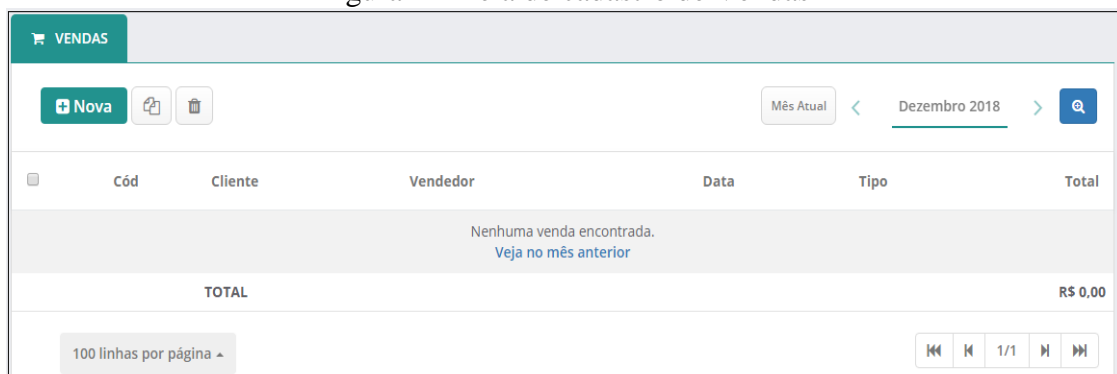 VENDAS
Nova
Mês Atual
Dezembro 2018
Cód Cliente Vendedor Data Tipo Total
Nenhuma venda encontrada.
Veja no mês anterior
TOTAL R$ 0,00
100 linhas por página
1/1